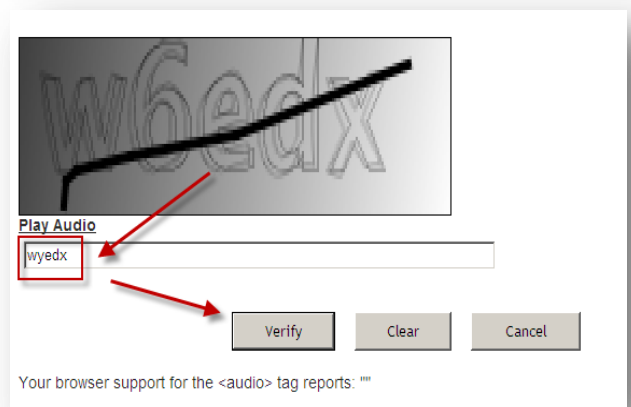 w6edx
Play Audio
wyedx
Verify Clear Cancel
Your browser support for the <audio> tag reports: ""